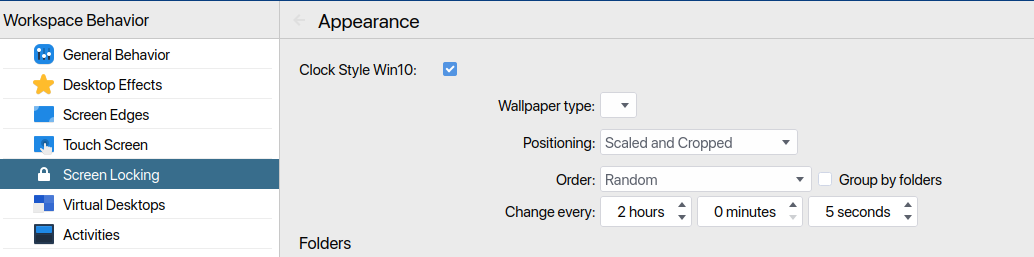 Workspace Behavior
Appearance
General Behavior
Desktop Effects
Screen Edges
Touch Screen
Screen Locking
Virtual Desktops
Activities
Clock Style Win10:
Wallpaper type:
Positioning: Scaled and Cropped
Order: Random Group by folders
Change every: 2 hours 0 minutes 5 seconds
Folders